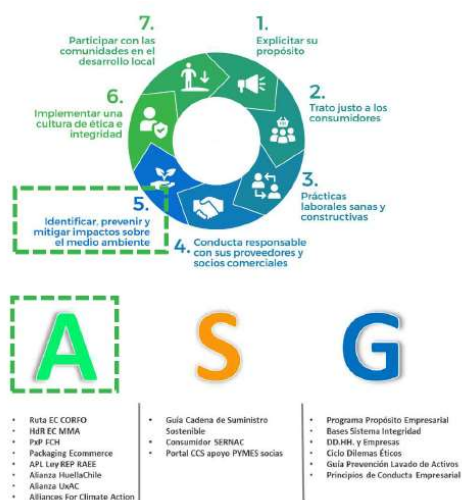 7.
Participar con las
comunidades en el
desarrollo local
1.
Explicitar su
propósito
6.
Implementar una
cultura de ética e
integridad
2.
Trato justo a los
consumidores
5.
Identificar, prevenir y
mitigar impactos sobre
el medio ambiente
3.
Prácticas
laborales sanas y
constructivas
4. Conducta responsable
con sus proveedores y
socios comerciales
A
S
G
• Ruta EC CORFO
• HdR EC MMA
• PxP FCH
• Packaging Ecommerce
• APL Ley REP RAEE
• Alianza HuellaChile
• Alianza UxAC
• Alliances For Climate Action
• Guía Cadena de Suministro
Sostenible
• Consumidor SERNAC
• Portal CCS apoyo PYMES socias
• Programa Propósito Empresarial
• Bases Sistema Integridad
• DD.HH. y Empresas
• Ciclo Dilemas Éticos
• Guía Prevención Lavado de Activos
• Principios de Conducta Empresarial